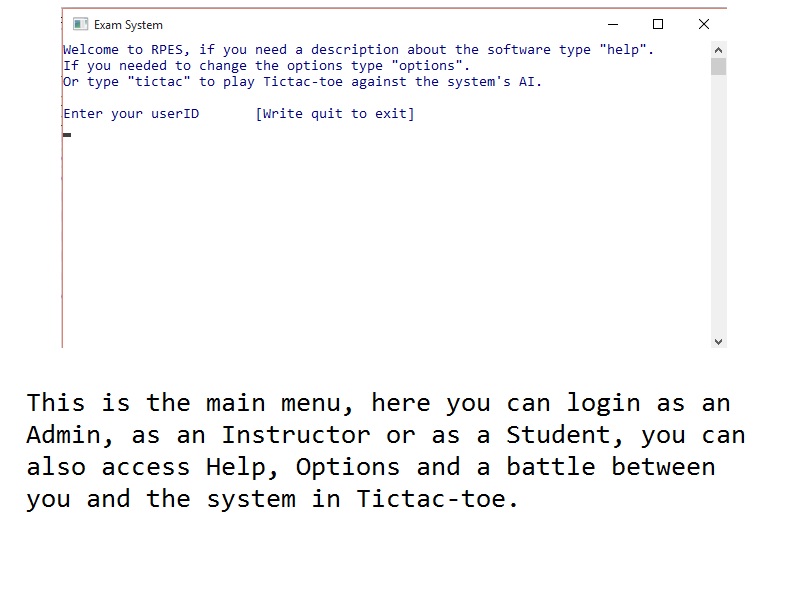 Exam System
Welcome to RPES, if you need a description about the software type "help".
If you needed to change the options type "options".
Or type "tictac" to play Tictac-toe against the system's AI.
Enter your userID [Write quit to exit]
This is the main menu, here you can login as an
Admin, as an Instructor or as a Student, you can
also access Help, Options and a battle between
you and the system in Tictac-toe.